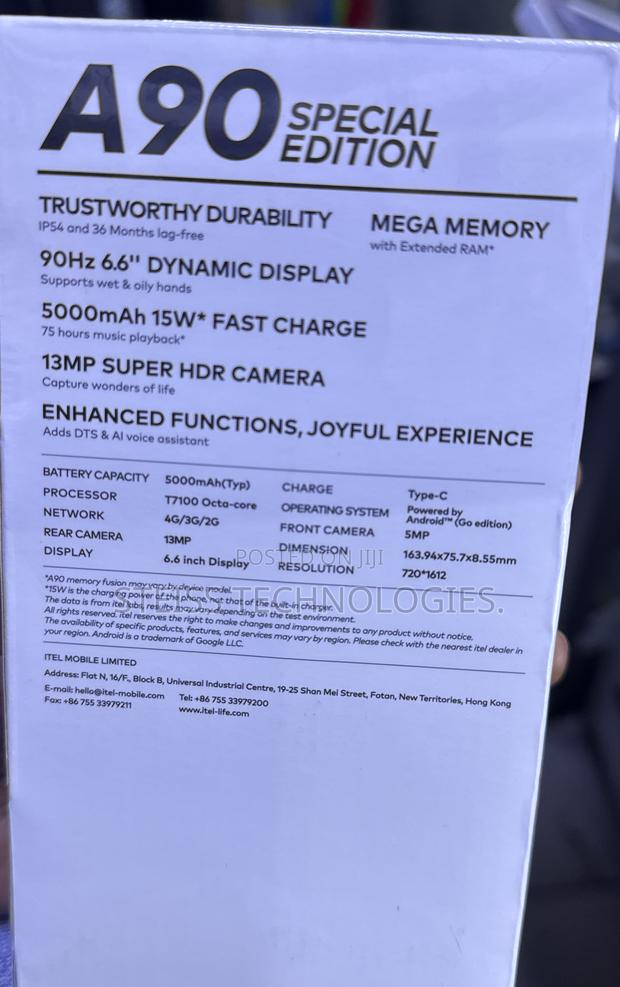 A90 SPECIAL EDITION
TRUSTWORTHY DURABILITY
IP54 and 36 Months lag-free
MEGA MEMORY
with Extended RAM*
90Hz 6.6'' DYNAMIC DISPLAY
Supports wet & oily hands
5000mAh 15W* FAST CHARGE
75 hours music playback*
13MP SUPER HDR CAMERA
Capture wonders of life
ENHANCED FUNCTIONS, JOYFUL EXPERIENCE
Adds DTS & AI voice assistant
BATTERY CAPACITY 5000mAh(Typ)
PROCESSOR T7100 Octa-core
NETWORK 4G/3G/2G
REAR CAMERA 13MP
DISPLAY 6.6 inch Display
CHARGE Type-C
OPERATING SYSTEM Powered by
Android™ (Go edition)
FRONT CAMERA 5MP
DIMENSION 163.94x75.7x8.55mm
RESOLUTION 720*1612
POSTED ON JIJI
STEISS TECHNOLOGIES.
*A90 memory fusion may vary by device model.
*15W is the charging power of the phone, not that of the built-in charger.
The data is from itel labs, results may vary depending on the test environment.
All rights reserved. itel reserves the right to make changes and improvements to any product without notice.
The availability of specific products, features, and services may vary by region. Please check with the nearest itel dealer in
your region. Android is a trademark of Google LLC.
ITEL MOBILE LIMITED
Address: Flat N, 16/F., Block B, Universal Industrial Centre, 19-25 Shan Mei Street, Fotan, New Territories, Hong Kong
E-mail: hello@itel-mobile.com Tel: +86 755 33979200
Fax: +86 755 33979211 www.itel-life.com